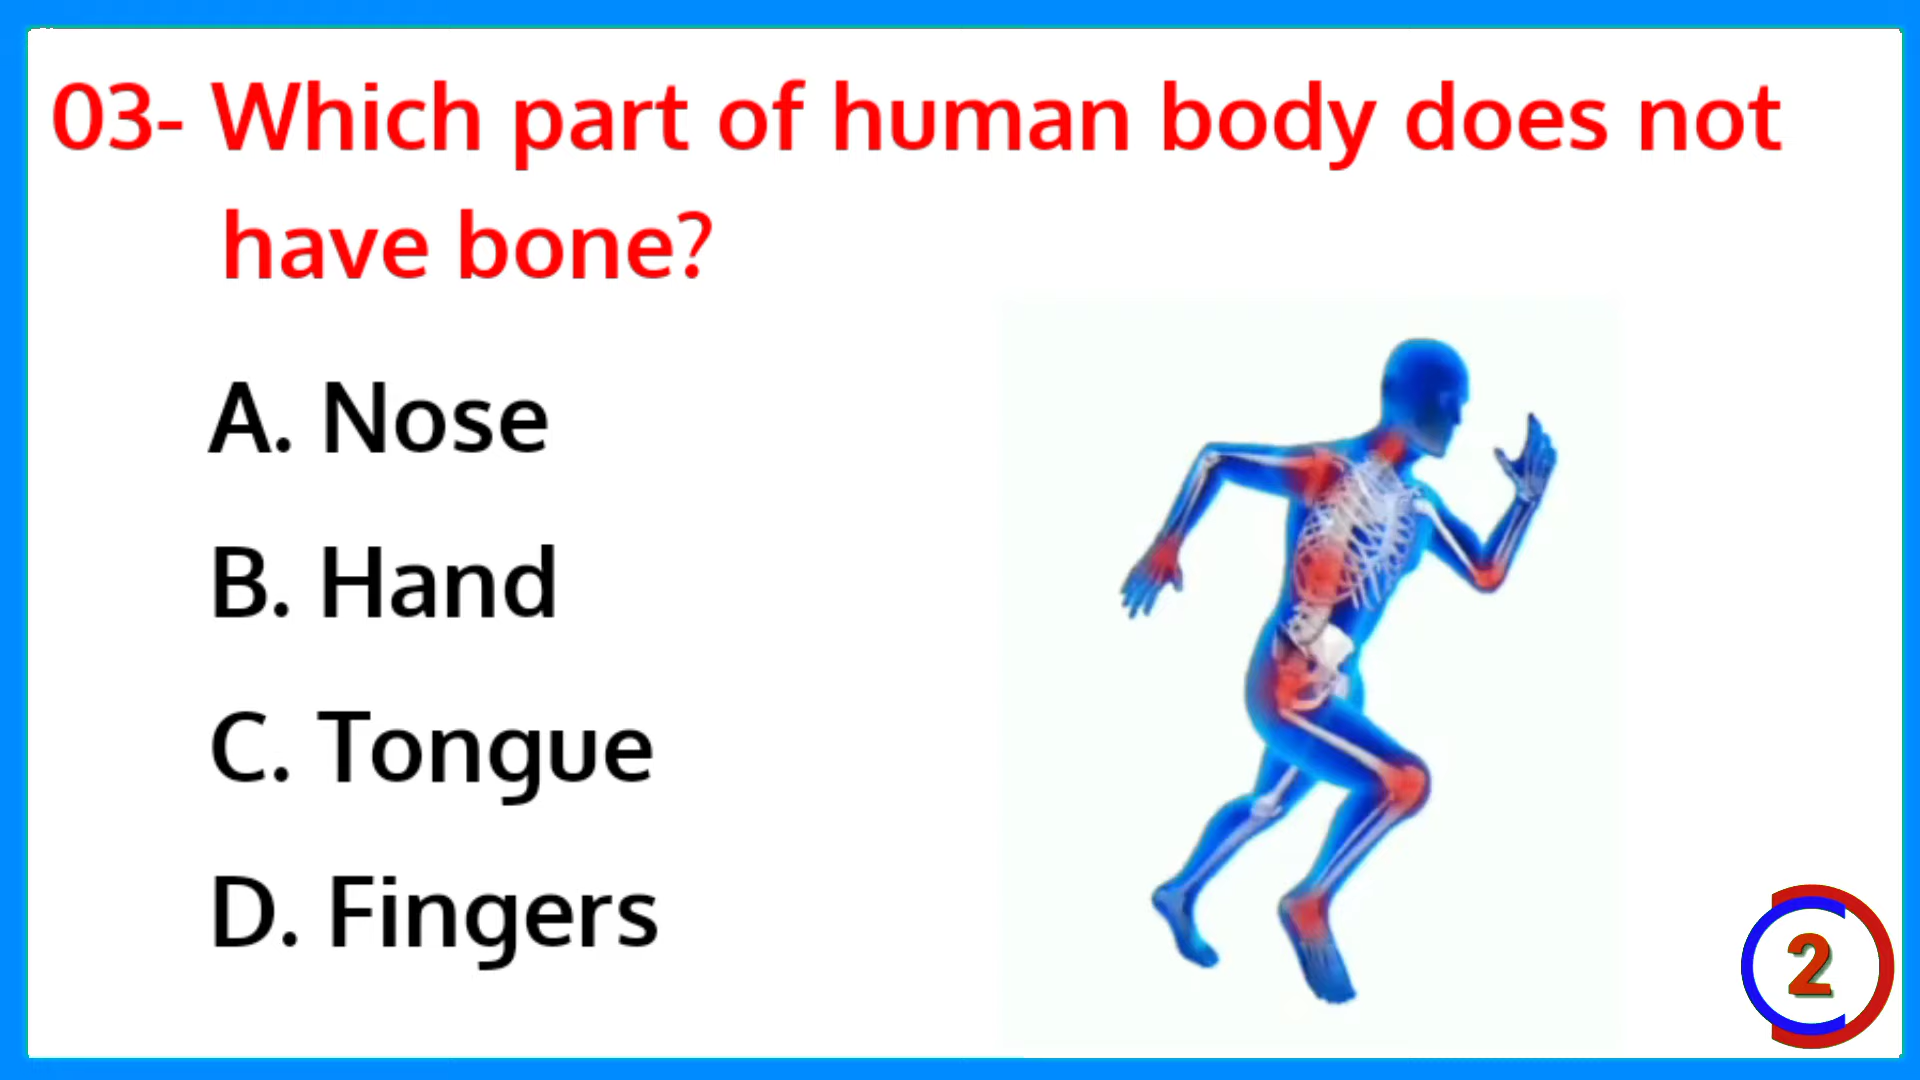 03- Which part of human body does not
have bone?
A. Nose
B. Hand
C. Tongue
D. Fingers
2